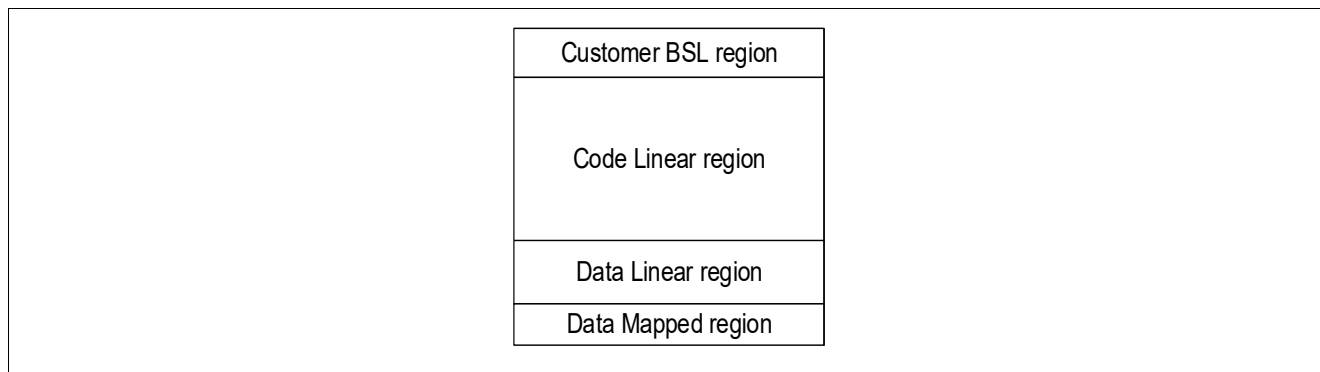 Customer BSL region
Code Linear region
Data Linear region
Data Mapped region